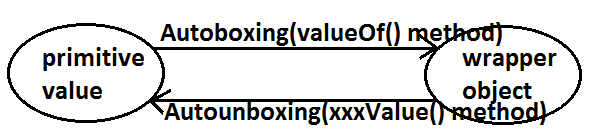 Autoboxing(valueOf() method)
primitive
value
wrapper
object
Autounboxing(xxxValue() method)